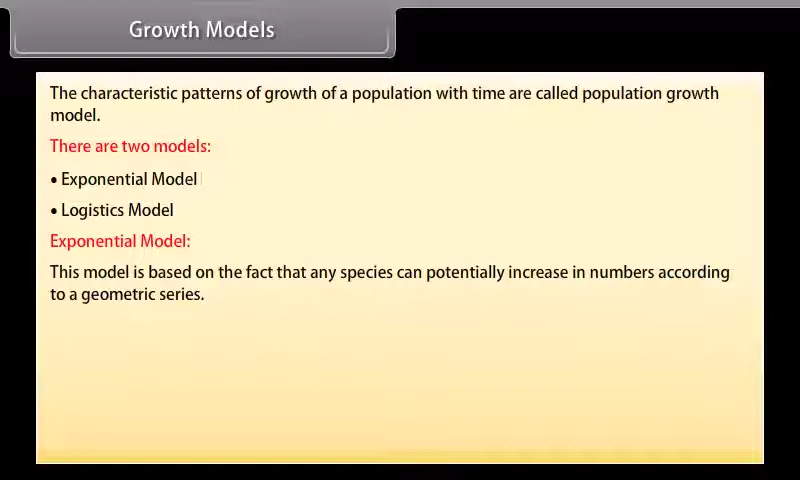 Growth Models
The characteristic patterns of growth of a population with time are called population growth
model.
There are two models:
• Exponential Model
• Logistics Model
Exponential Model:
This model is based on the fact that any species can potentially increase in numbers according
to a geometric series.